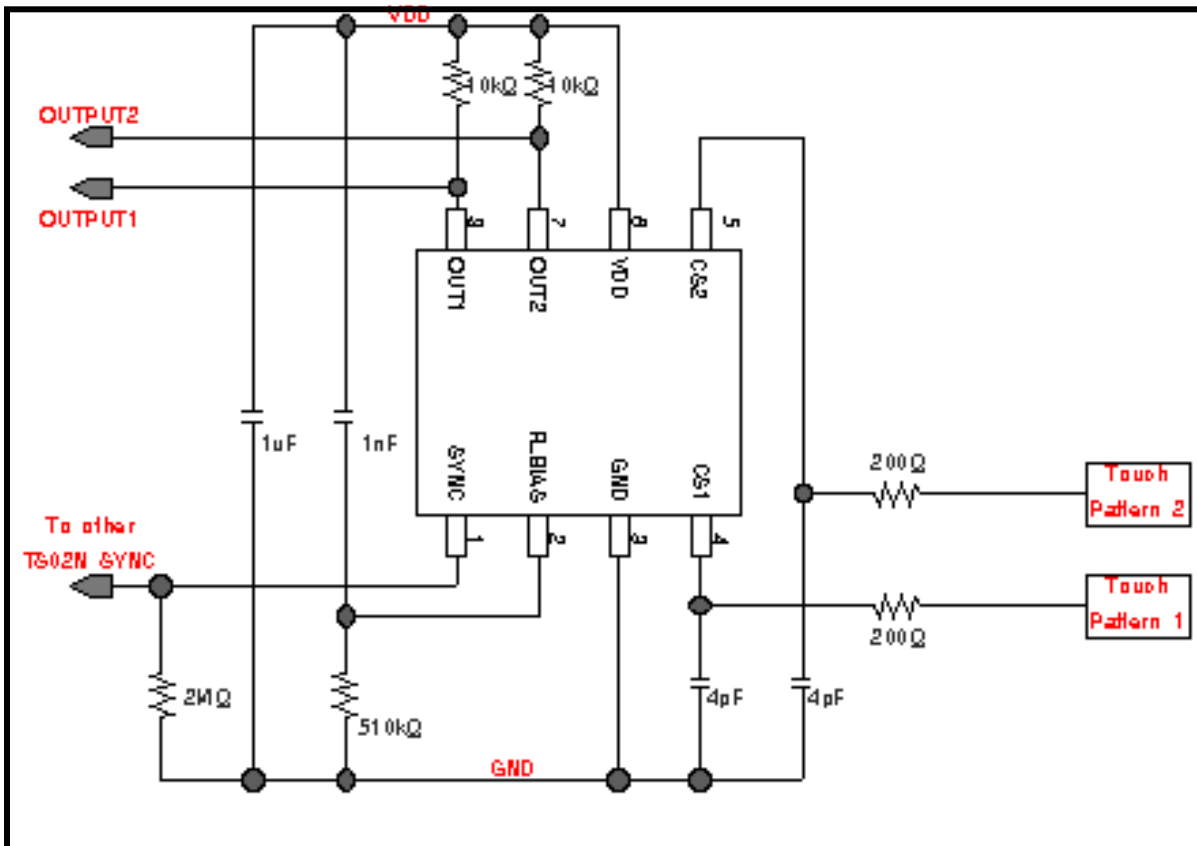 VDD
10kΩ 10kΩ
OUTPUT2
OUTPUT1
8 7 6 5
OUT1 OUT2 VDD CS2
1uF 1nF
SYNC R_BIAS GND CS1
1 2 3 4
200Ω
Touch
Pattern 2
To other
TS02N SYNC
Touch
Pattern 1
200Ω
2MΩ
510kΩ
4pF 4pF
GND